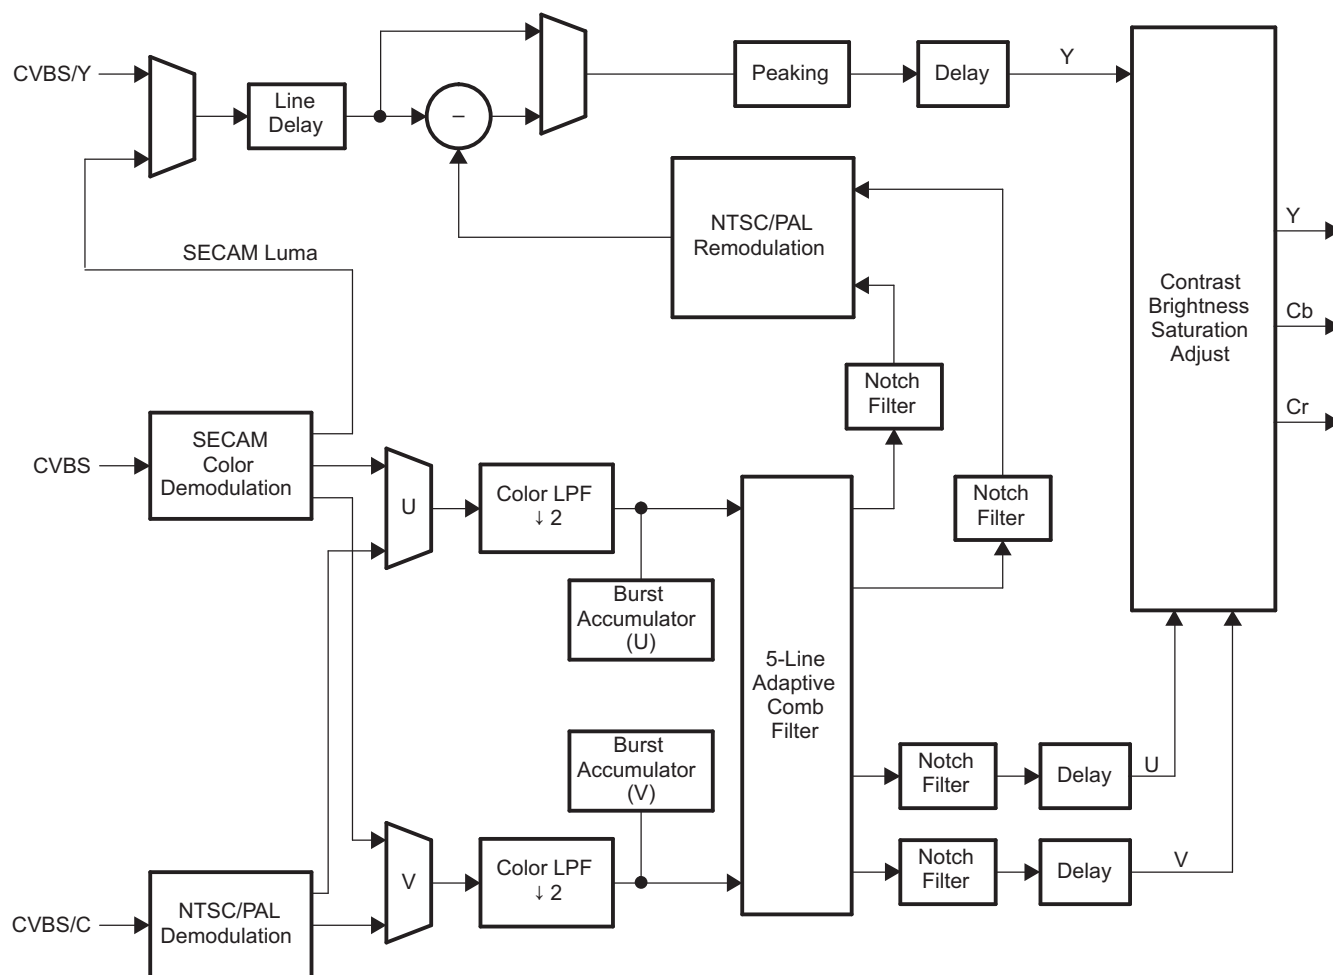 CVBS/Y
Line
Delay
–
Peaking
Delay
Y
SECAM Luma
NTSC/PAL
Remodulation
Contrast
Brightness
Saturation
Adjust
Y
Cb
Cr
Notch
Filter
CVBS
SECAM
Color
Demodulation
U
Color LPF
↓ 2
Notch
Filter
Burst
Accumulator
(U)
5-Line
Adaptive
Comb
Filter
Burst
Accumulator
(V)
Notch
Filter
Delay
U
CVBS/C
NTSC/PAL
Demodulation
V
Color LPF
↓ 2
Notch
Filter
Delay
V